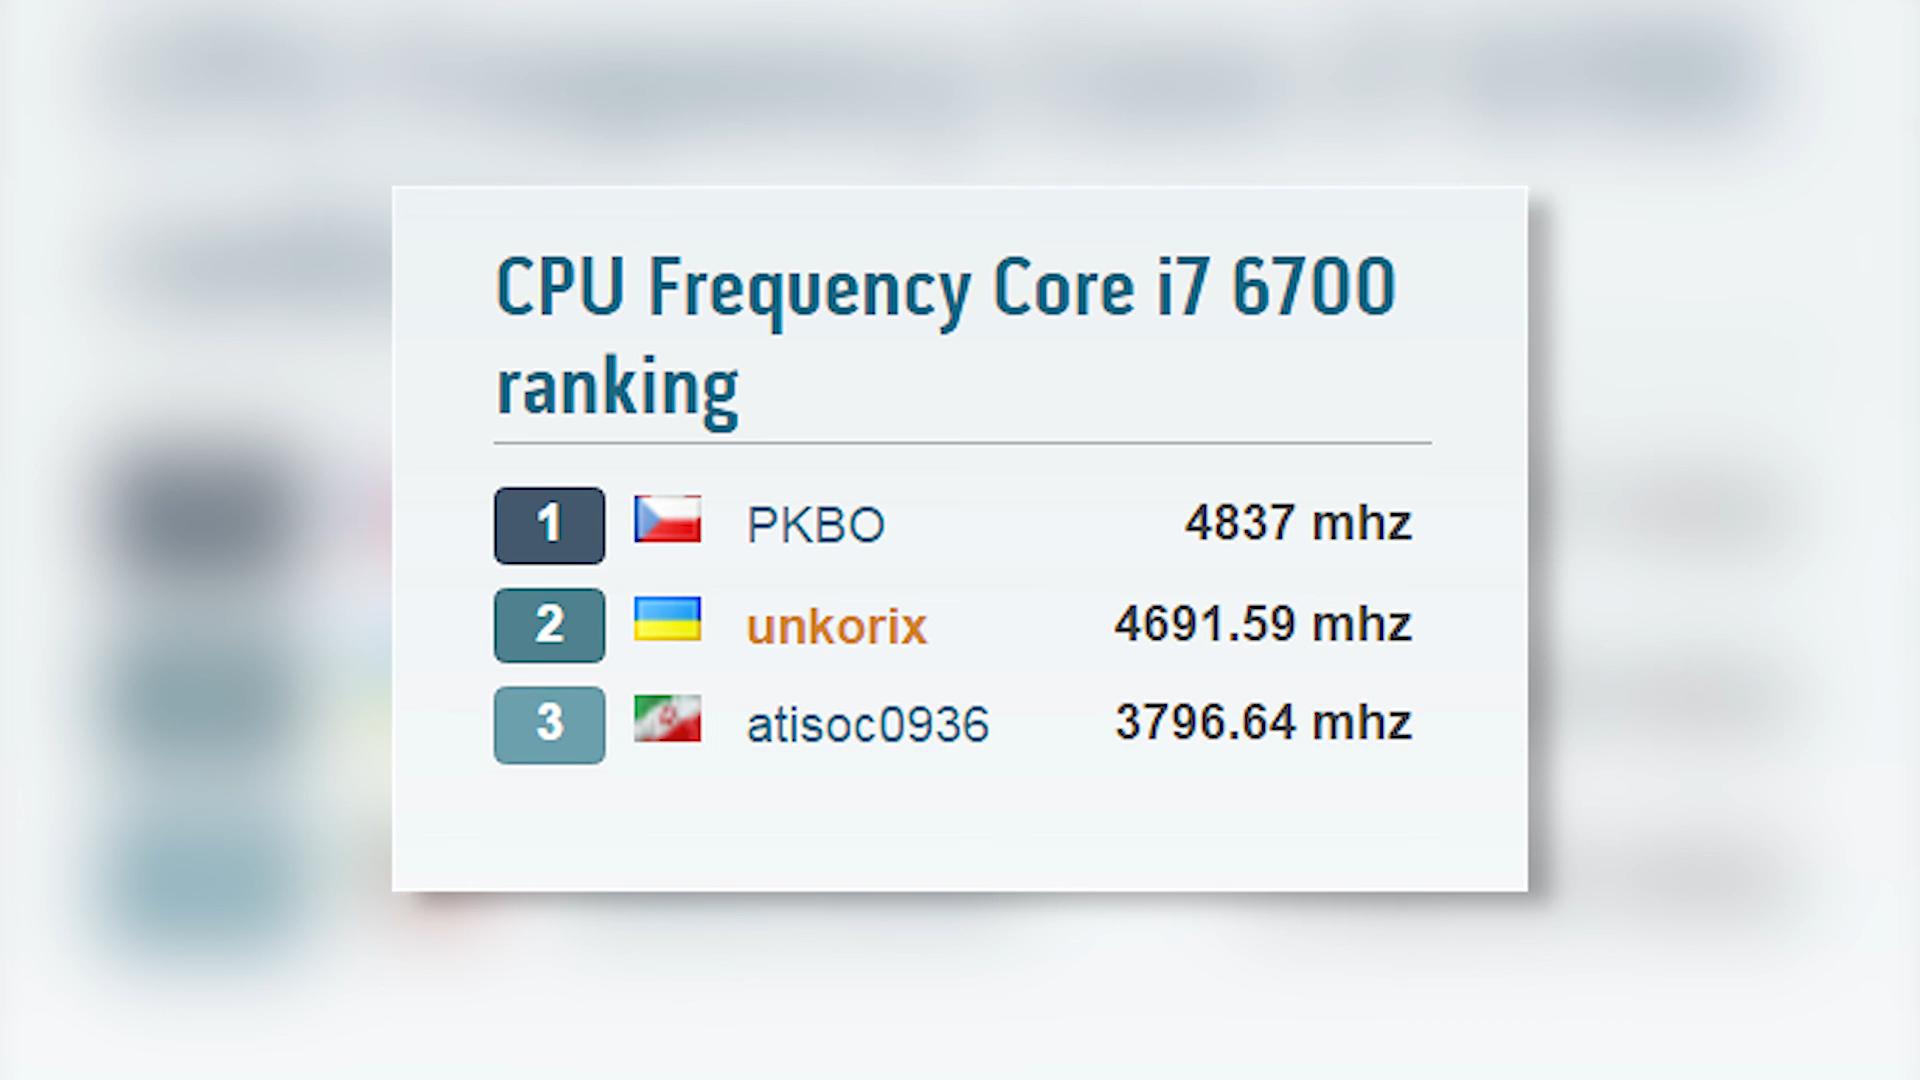 CPU Frequency Core i7 6700
ranking
1 PKBO 4837 mhz
2 unkorix 4691.59 mhz
3 atisoc0936 3796.64 mhz